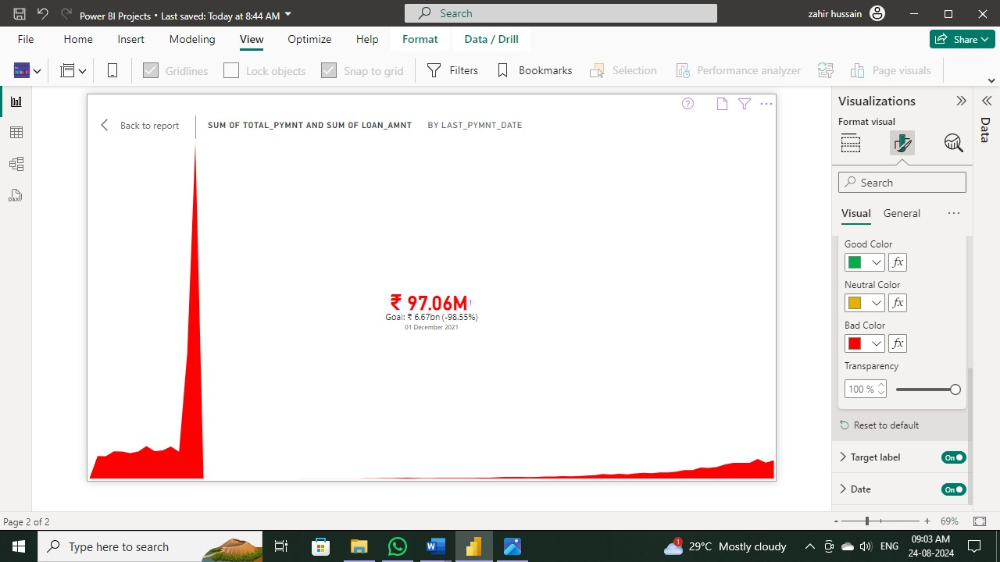 Power BI Projects • Last saved: Today at 8:44 AM
Search
zahir hussain
File Home Insert Modeling View Optimize Help Format Data / Drill
Share
Gridlines Lock objects Snap to grid Filters Bookmarks Selection Performance analyzer Page visuals
Back to report
SUM OF TOTAL_PYMNT AND SUM OF LOAN_AMNT BY LAST_PYMNT_DATE
₹ 97.06M!
Goal: ₹ 6.67bn (-98.55%)
01 December 2021
Visualizations
Format visual
Search
Visual General
Good Color
fx
Neutral Color
fx
Bad Color
fx
Transparency
100 %
Reset to default
Target label On
Date On
Data
DAX
Page 2 of 2
- + 69%
Type here to search
1
29°C Mostly cloudy
ENG
09:03 AM
24-08-2024